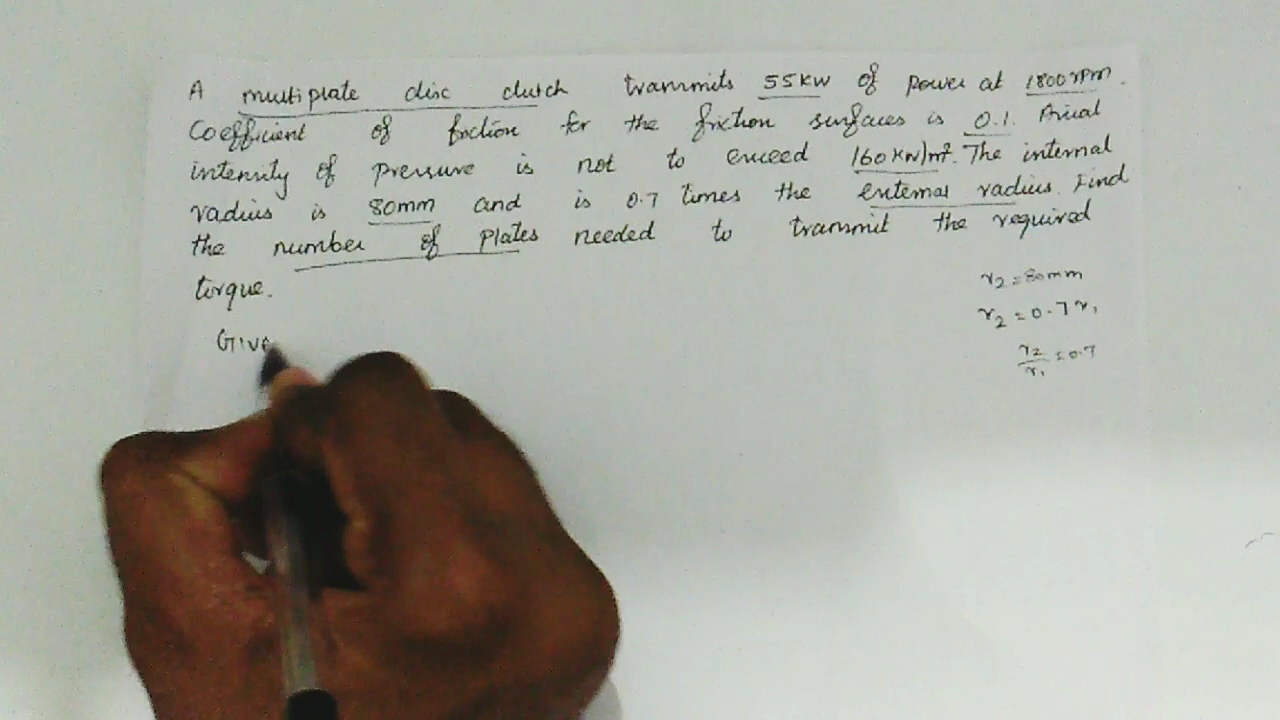 A multiplate disc clutch transmits 55kW of power at 1800rpm.
Coefficient of friction for the friction surfaces is 0.1. Axial
intensity of pressure is not to exceed 160kN/m². The internal
radius is 80mm and is 0.7 times the external radius. Find
the number of plates needed to transmit the required
torque.
r₂ = 80mm
r₂ = 0.7 r₁
r₂/r₁ = 0.7
Give